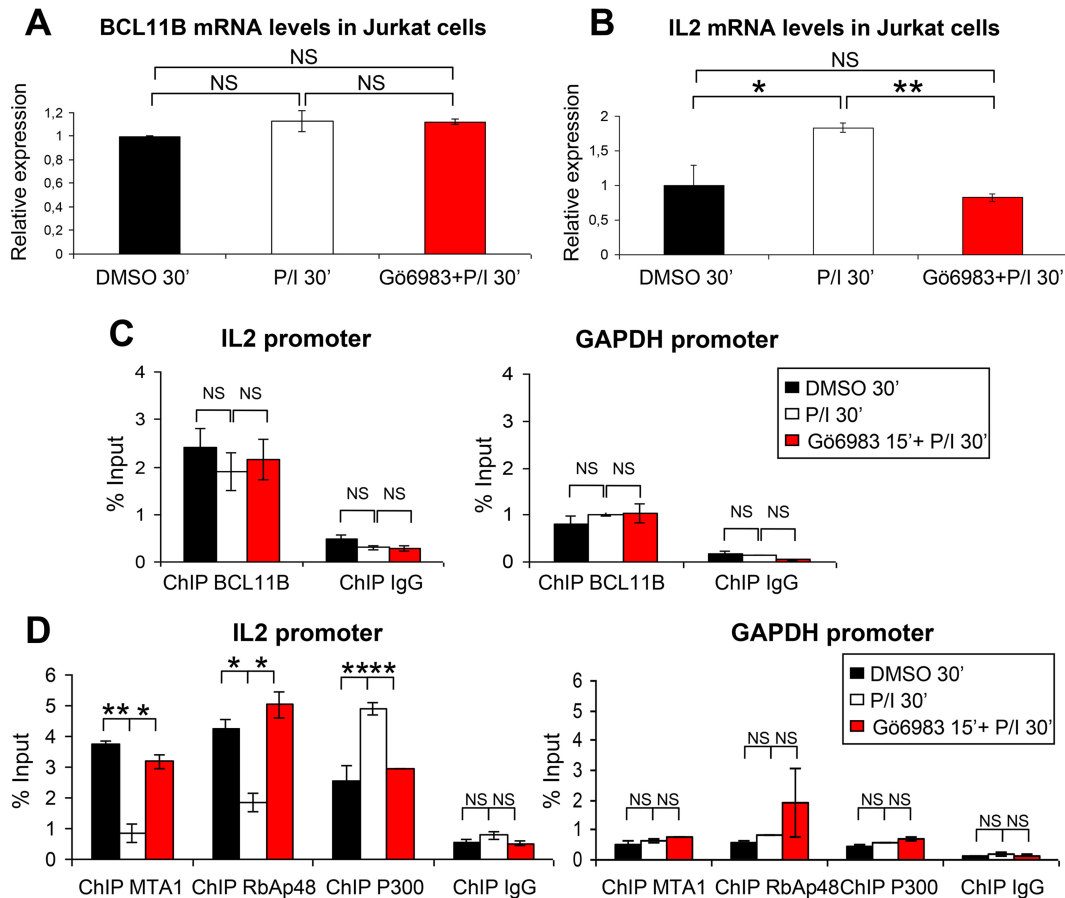 A
BCL11B mRNA levels in Jurkat cells
NS
NS NS
Relative expression
1,2
1
0,8
0,6
0,4
0,2
0
DMSO 30'
P/I 30'
Gö6983+P/I 30'
B
IL2 mRNA levels in Jurkat cells
NS
* **
Relative expression
2
1,5
1
0,5
0
DMSO 30'
P/I 30'
Gö6983+P/I 30'
C
IL2 promoter
% Input
4
3
2
1
0
NS NS
NS NS
ChIP BCL11B
ChIP IgG
GAPDH promoter
% Input
4
3
2
1
0
NS NS
NS NS
ChIP BCL11B
ChIP IgG
DMSO 30'
P/I 30'
Gö6983 15'+ P/I 30'
D
IL2 promoter
% Input
6
5
4
3
2
1
0
** *
* *
****
NS NS
ChIP MTA1
ChIP RbAp48
ChIP P300
ChIP IgG
GAPDH promoter
% Input
6
5
4
3
2
1
0
NS NS
NS NS
NS NS
NS NS
ChIP MTA1
ChIP RbAp48
ChIP P300
ChIP IgG
DMSO 30'
P/I 30'
Gö6983 15'+ P/I 30'